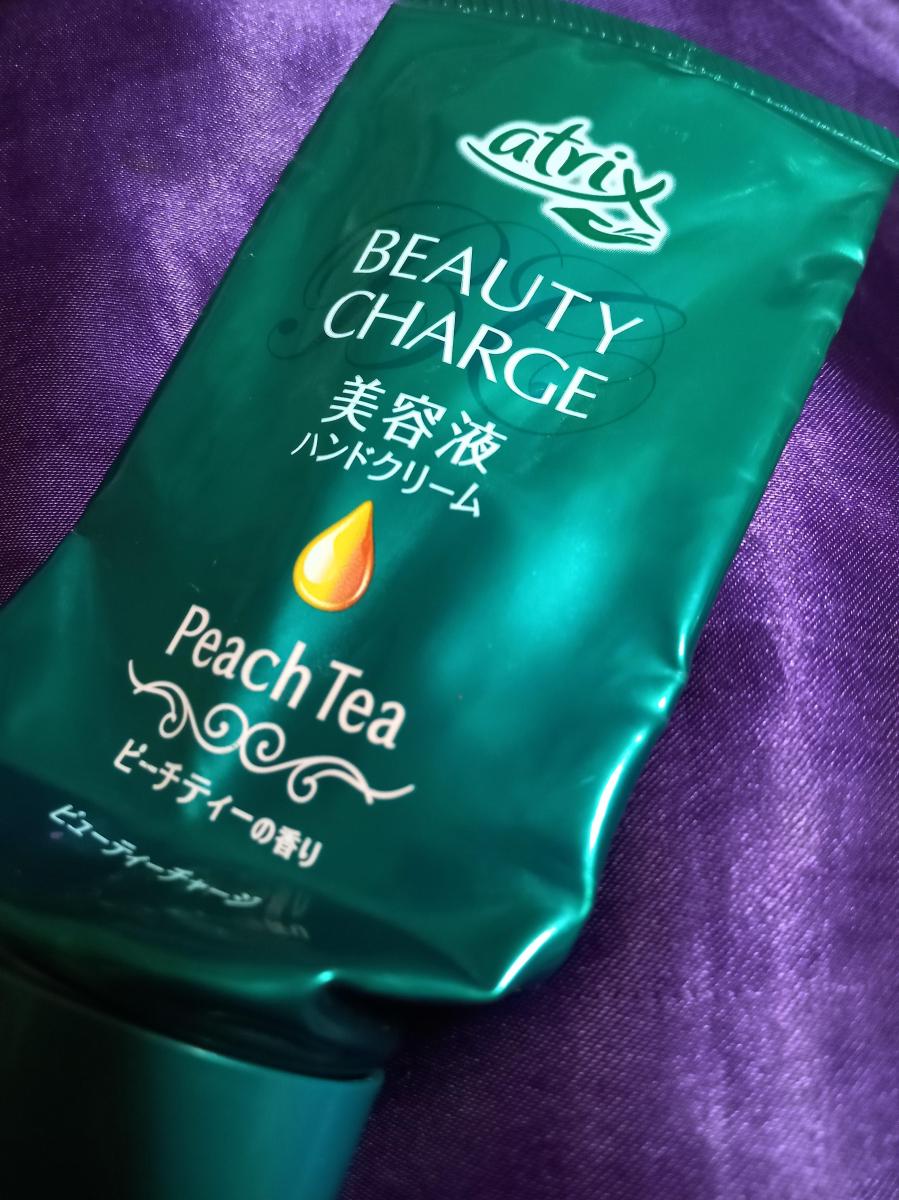 atrix
BEAUTY
CHARGE
美容液
ハンドクリーム
Peach Tea
ピーチティーの香り
ビューティーチャージ